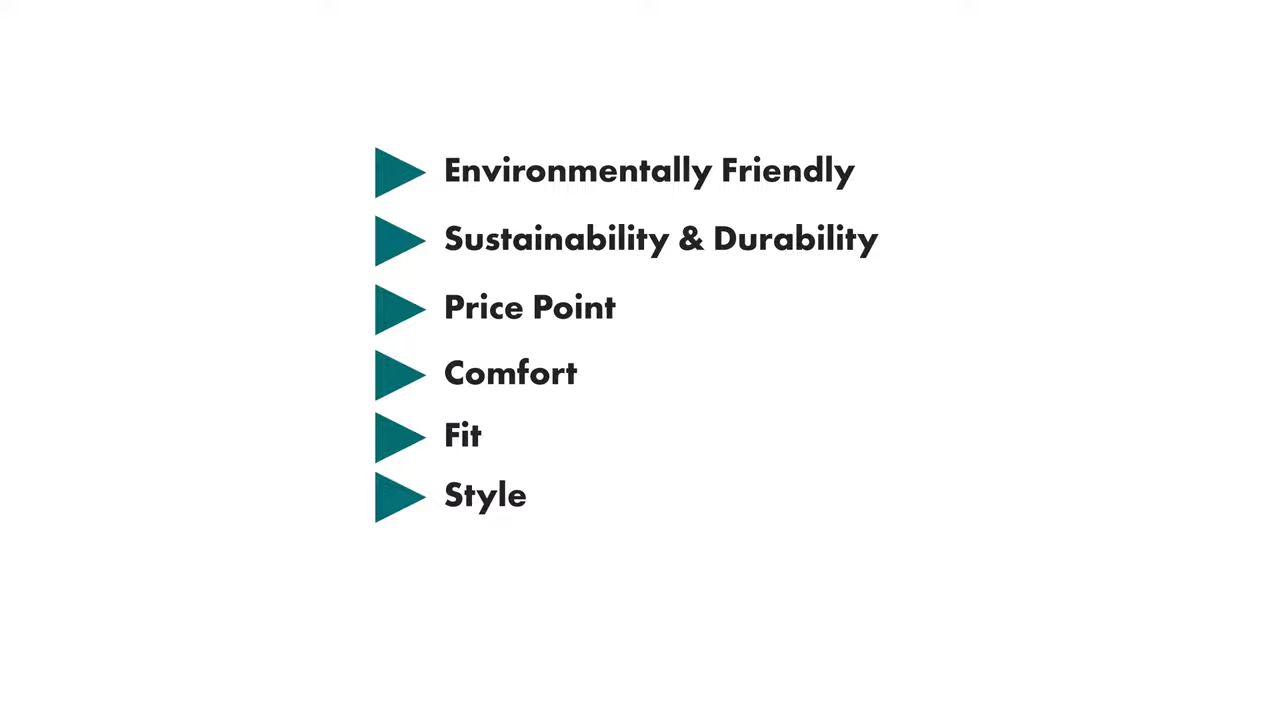 Environmentally Friendly
Sustainability & Durability
Price Point
Comfort
Fit
Style